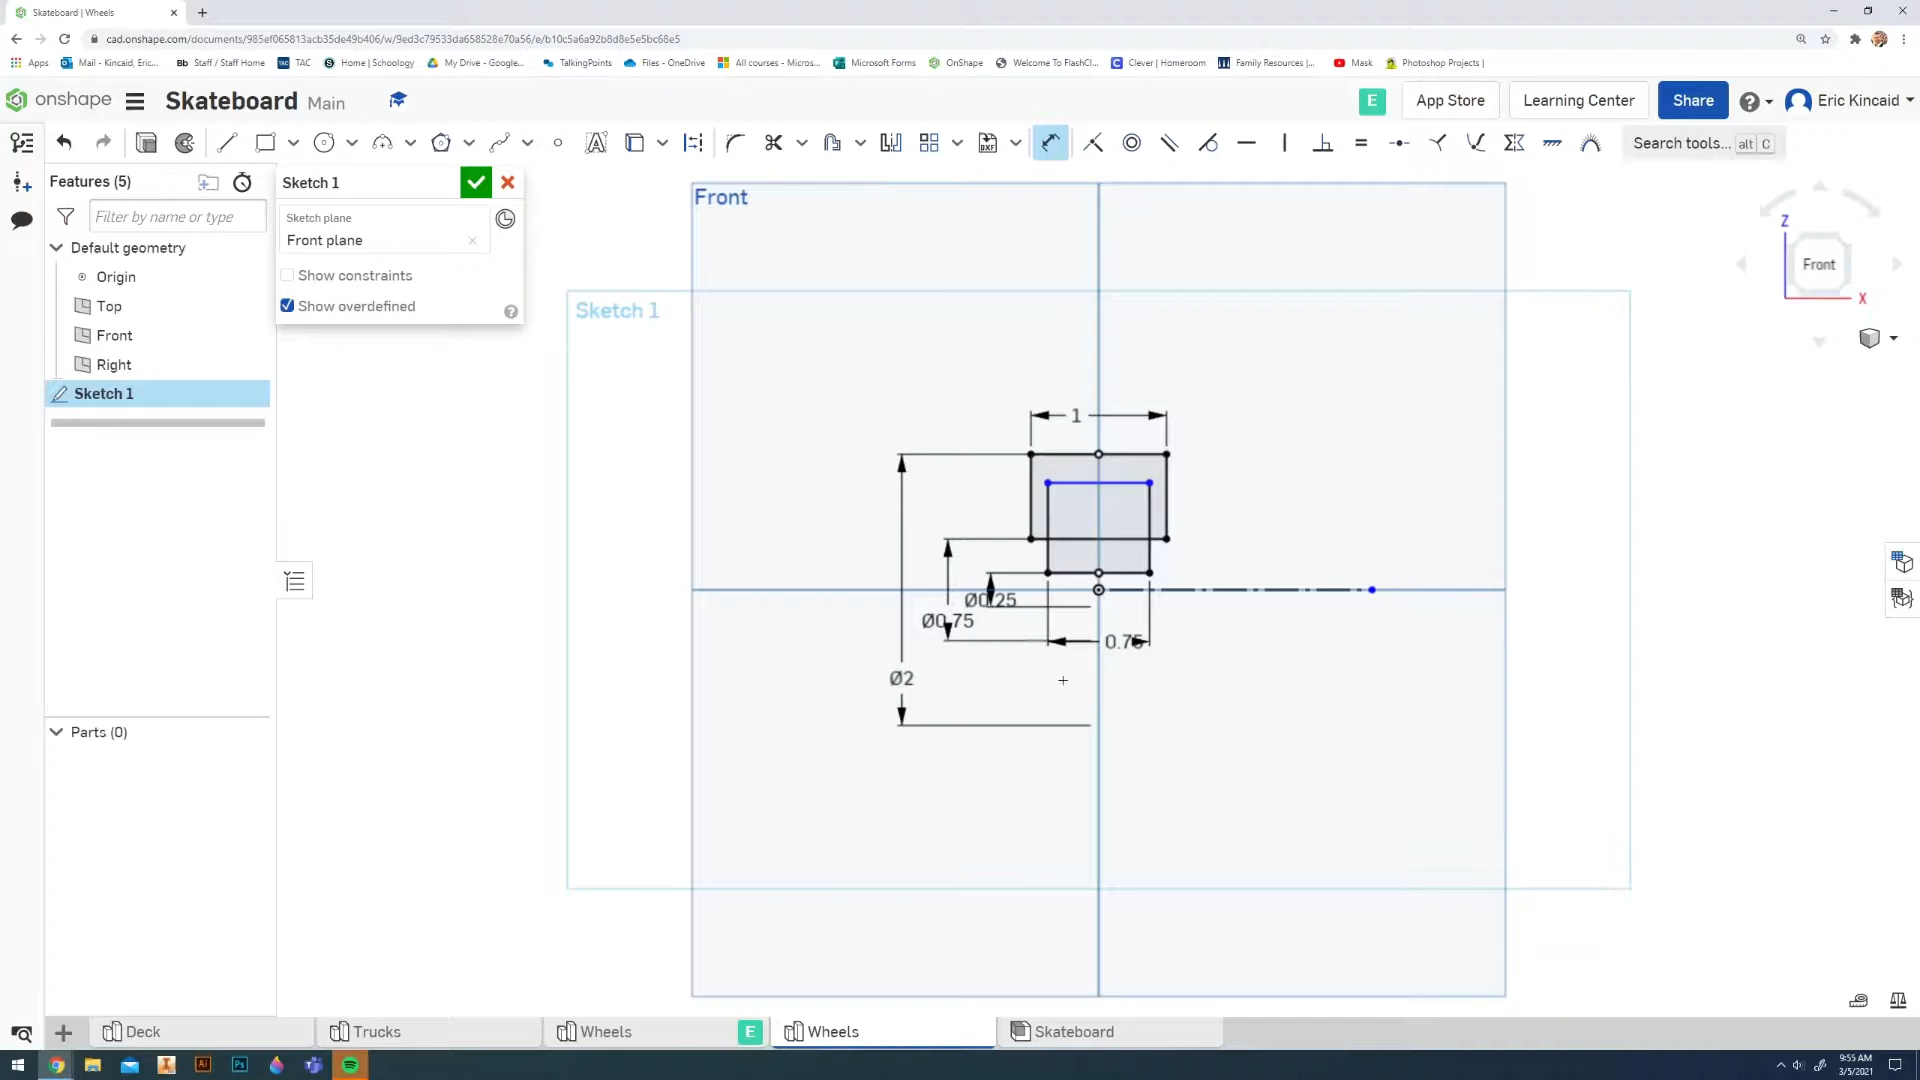 Skateboard | Wheels
cad.onshape.com/documents/985ef065813acb35de49b406/w/9ed3c79533da658528e70a56/e/b10c5a6a92b8d8e5e5bc68e5
Apps Mail - Kincaid, Eric... Bb Staff / Staff Home TAC TAC S Home | Schoology My Drive - Google... TalkingPoints Files - OneDrive All courses - Micros... Microsoft Forms OnShape Welcome To FlashCl... C Clever | Homeroom Family Resources |... Mask Photoshop Projects |
onshape Skateboard Main E App Store Learning Center Share Eric Kincaid
DXF Search tools... alt C
Features (5)
Filter by name or type
Default geometry
Origin
Top
Front
Right
Sketch 1
Parts (0)
Sketch 1
Sketch plane
Front plane
Show constraints
Show overdefined
Front
Sketch 1
1
Ø0.25
Ø0.75
0.75
Ø2
Z
Front
X
Deck Trucks Wheels E Wheels Skateboard
Ai Ps
9:55 AM
3/5/2021